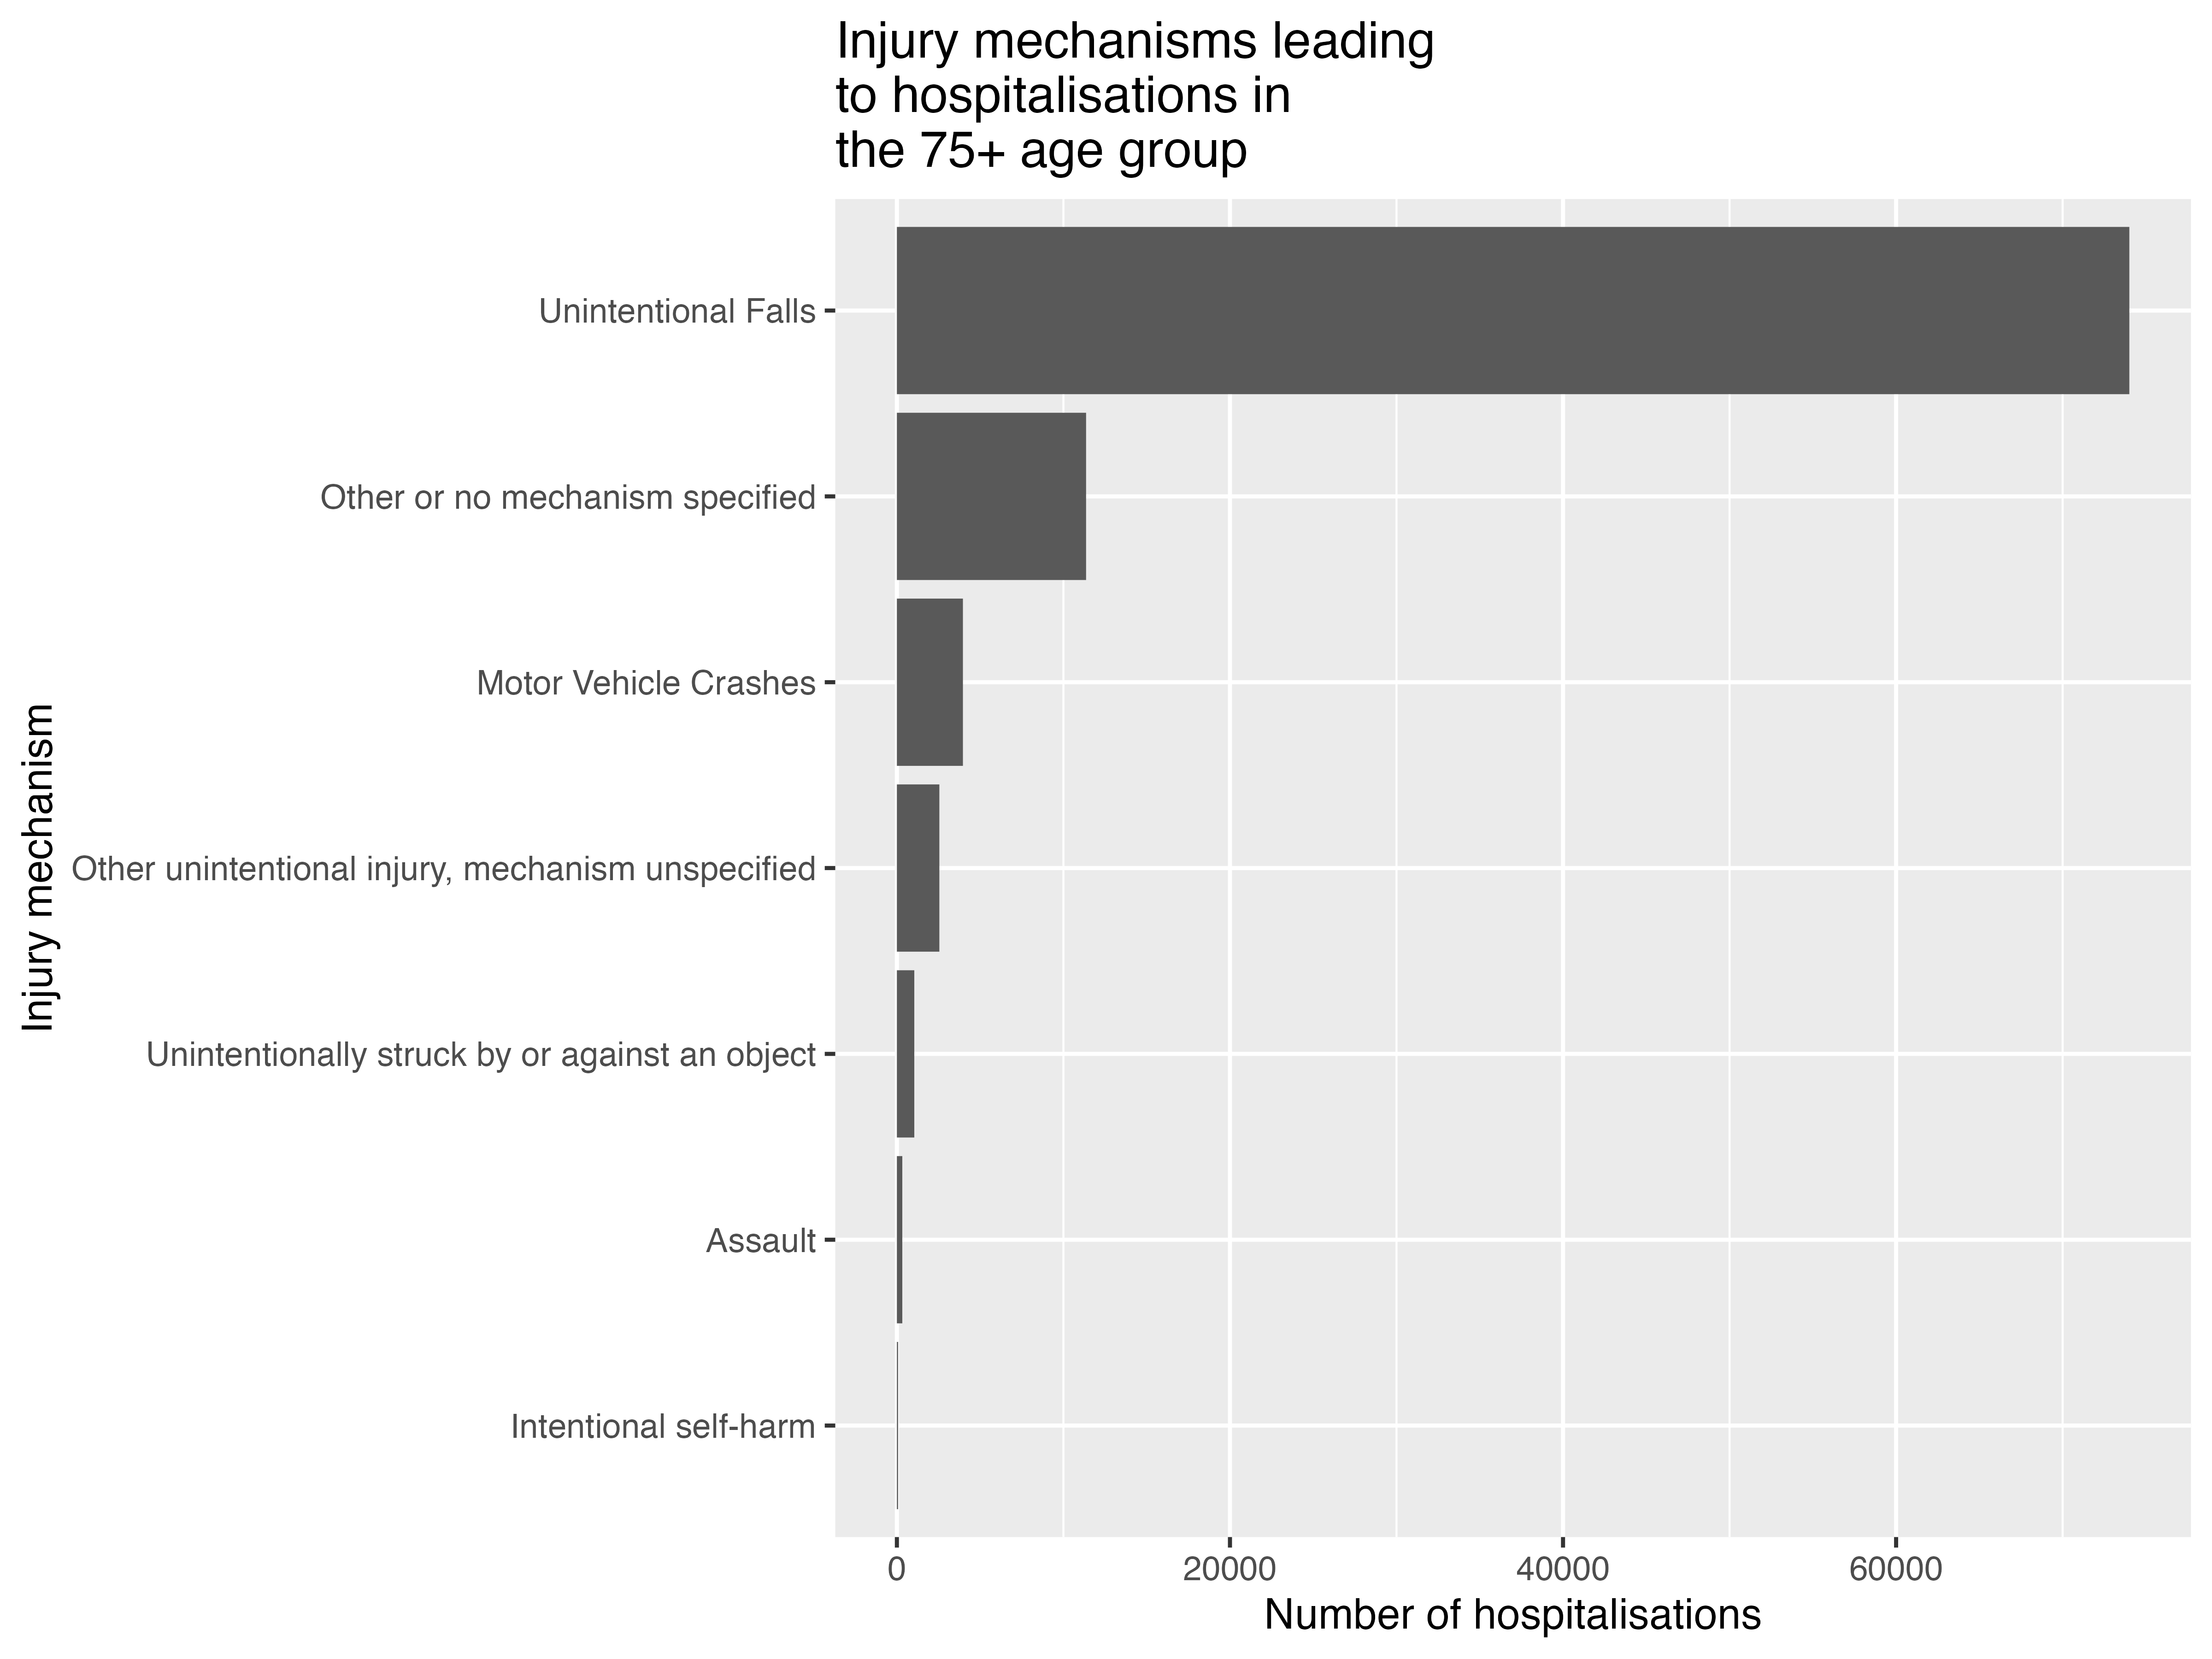 Injury mechanisms leading
to hospitalisations in
the 75+ age group
Injury mechanism
Unintentional Falls
Other or no mechanism specified
Motor Vehicle Crashes
Other unintentional injury, mechanism unspecified
Unintentionally struck by or against an object
Assault
Intentional self-harm
0 20000 40000 60000
Number of hospitalisations